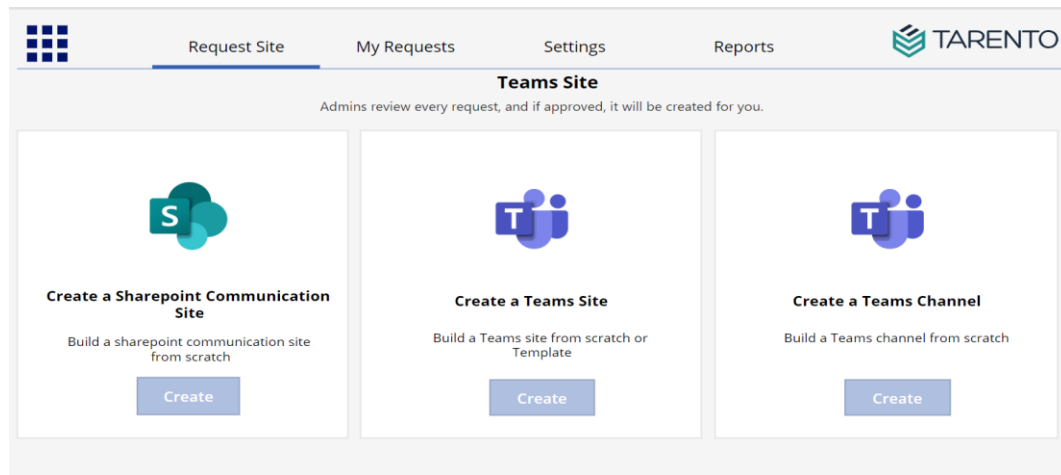 Request Site
My Requests
Settings
Reports
TARENTO
Teams Site
Admins review every request, and if approved, it will be created for you.
S
Create a Sharepoint Communication
Site
Build a sharepoint communication site
from scratch
Create
T
Create a Teams Site
Build a Teams site from scratch or
Template
Create
T
Create a Teams Channel
Build a Teams channel from scratch
Create